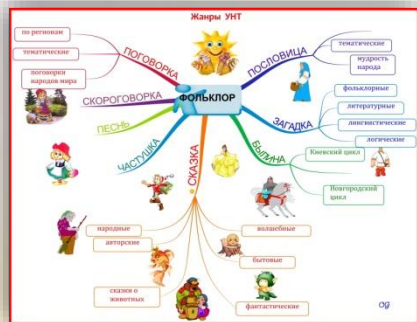 Жанры УНТ
по регионам
тематические
поговорки
народов мира
ПОГОВОРКА
СКОРОГОВОРКА
ПЕСНЬ
ЧАСТУШКА
СКАЗКА
ФОЛЬКЛОР
ПОСЛОВИЦА
тематические
мудрость
народа
ЗАГАДКА
фольклорные
литературные
лингвистические
логические
БЫЛИНА
Киевский цикл
Новгородский
цикл
народные
авторские
сказки о
животных
волшебные
бытовые
фантастические